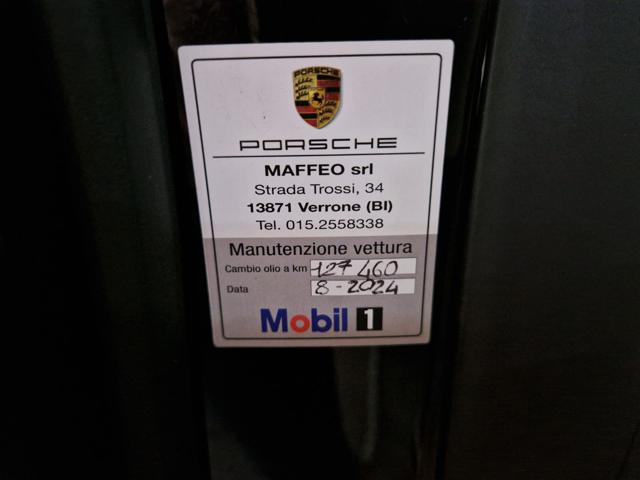 PORSCHE
PORSCHE
MAFFEO srl
Strada Trossi, 34
13871 Verrone (BI)
Tel. 015.2558338
Manutenzione vettura
Cambio olio a km 127 460
Data 8-2024
Mobil 1